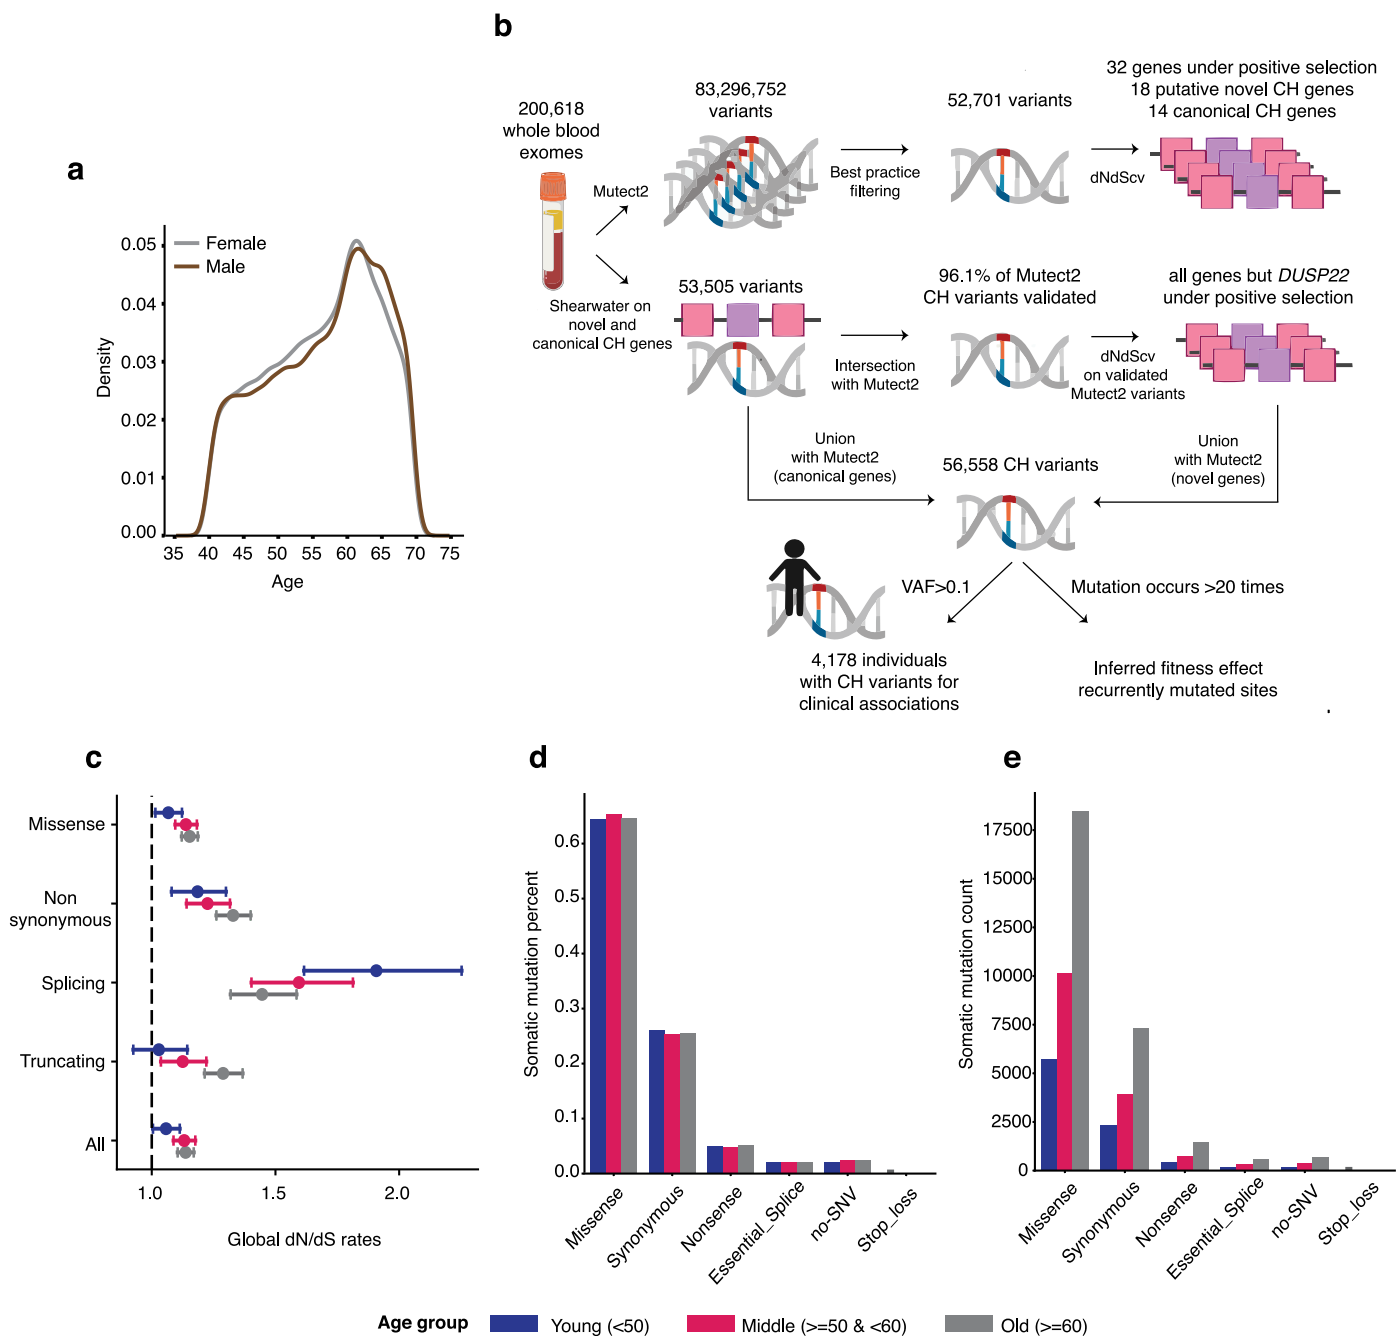 a
0.05
0.04
0.03
0.02
0.01
0.00
Density
Female
Male
35 40 45 50 55 60 65 70 75
Age
b
200,618
whole blood
exomes
Mutect2
Shearwater on
novel and
canonical CH genes
83,296,752
variants
Best practice
filtering
52,701 variants
dNdScv
32 genes under positive selection
18 putative novel CH genes
14 canonical CH genes
53,505 variants
Intersection
with Mutect2
96.1% of Mutect2
CH variants validated
dNdScv
on validated
Mutect2 variants
all genes but DUSP22
under positive selection
Union
with Mutect2
(canonical genes)
56,558 CH variants
Union
with Mutect2
(novel genes)
VAF>0.1
Mutation occurs >20 times
4,178 individuals
with CH variants for
clinical associations
Inferred fitness effect
recurrently mutated sites
c
Missense
Non
synonymous
Splicing
Truncating
All
1.0 1.5 2.0
Global dN/dS rates
d
Somatic mutation percent
0.6
0.5
0.4
0.3
0.2
0.1
0.0
Missense
Synonymous
Nonsense
Essential_Splice
no-SNV
Stop_loss
e
Somatic mutation count
17500
15000
12500
10000
7500
5000
2500
0
Missense
Synonymous
Nonsense
Essential_Splice
no-SNV
Stop_loss
Age group Young (<50) Middle (>=50 & <60) Old (>=60)